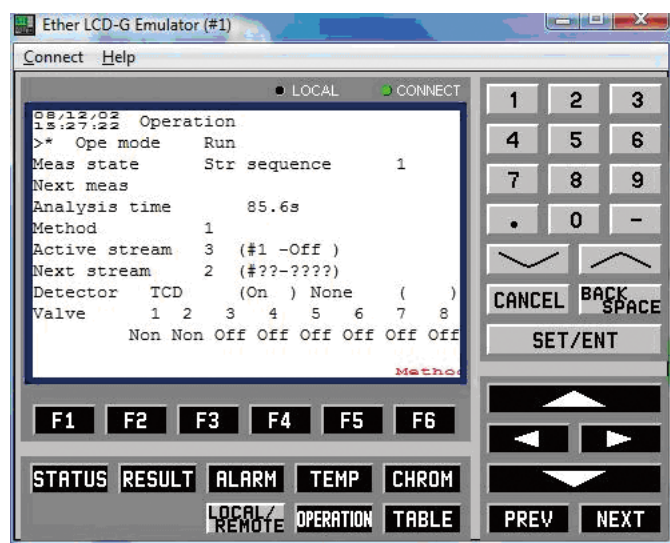 Ether LCD-G Emulator (#1)
Connect Help
LOCAL CONNECT
08/12/02
15:27:22 Operation
>* Ope mode Run
Meas state Str sequence 1
Next meas
Analysis time 85.6s
Method 1
Active stream 3 (#1 -Off )
Next stream 2 (#??-????)
Detector TCD (On ) None ( )
Valve 1 2 3 4 5 6 7 8
Non Non Off Off Off Off Off Off
Metho
F1 F2 F3 F4 F5 F6
STATUS RESULT ALARM TEMP CHROM
LOCAL/
REMOTE OPERATION TABLE
1 2 3
4 5 6
7 8 9
. 0 -
CANCEL BACK
SPACE
SET/ENT
PREV NEXT